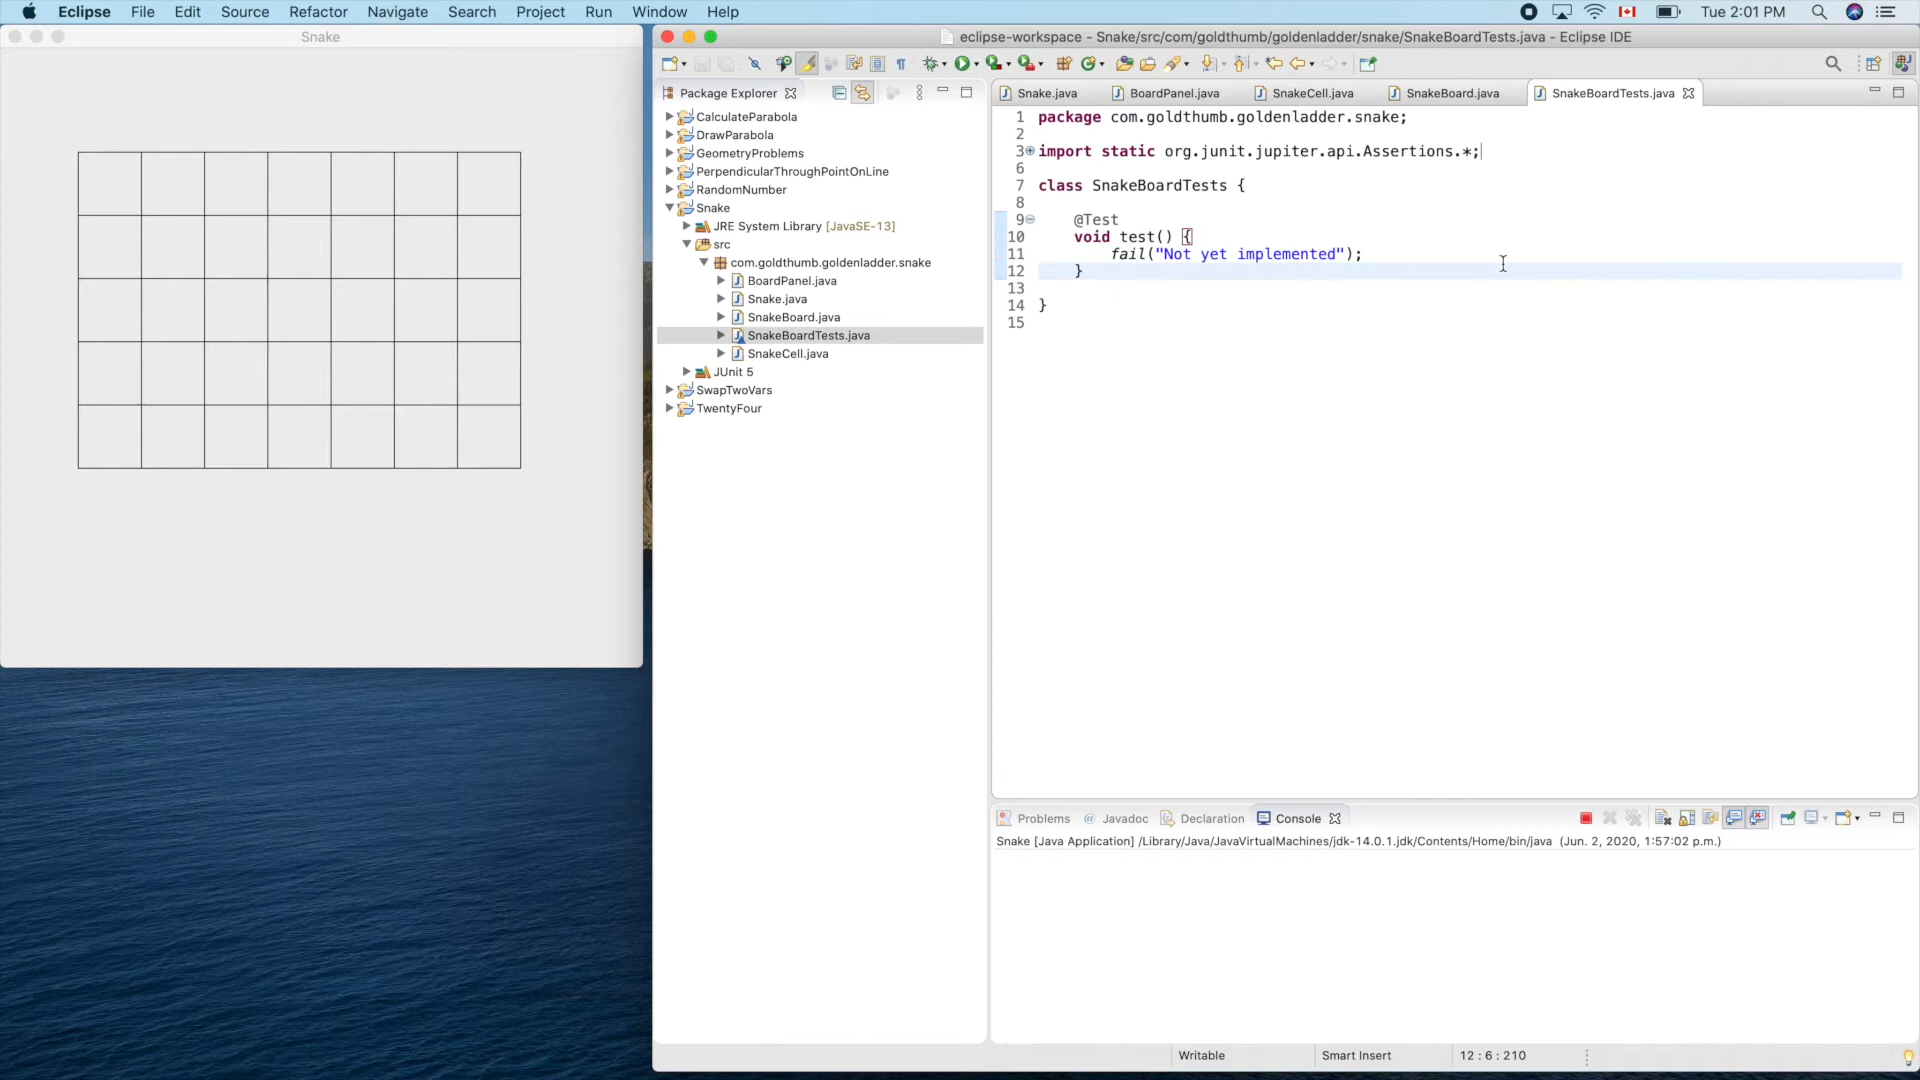 Eclipse File Edit Source Refactor Navigate Search Project Run Window Help Tue 2:01 PM
Snake
eclipse-workspace - Snake/src/com/goldthumb/goldenladder/snake/SnakeBoardTests.java - Eclipse IDE
Package Explorer
CalculateParabola
DrawParabola
GeometryProblems
PerpendicularThroughPointOnLine
RandomNumber
Snake
JRE System Library [JavaSE-13]
src
com.goldthumb.goldenladder.snake
BoardPanel.java
Snake.java
SnakeBoard.java
SnakeBoardTests.java
SnakeCell.java
JUnit 5
SwapTwoVars
TwentyFour
Snake.java BoardPanel.java SnakeCell.java SnakeBoard.java SnakeBoardTests.java
1 package com.goldthumb.goldenladder.snake;
2
3 import static org.junit.jupiter.api.Assertions.*;
6
7 class SnakeBoardTests {
8
9 @Test
10 void test() {
11 fail("Not yet implemented");
12 }
13
14 }
15
Problems @ Javadoc Declaration Console
Snake [Java Application] /Library/Java/JavaVirtualMachines/jdk-14.0.1.jdk/Contents/Home/bin/java (Jun. 2, 2020, 1:57:02 p.m.)
Writable Smart Insert 12 : 6 : 210